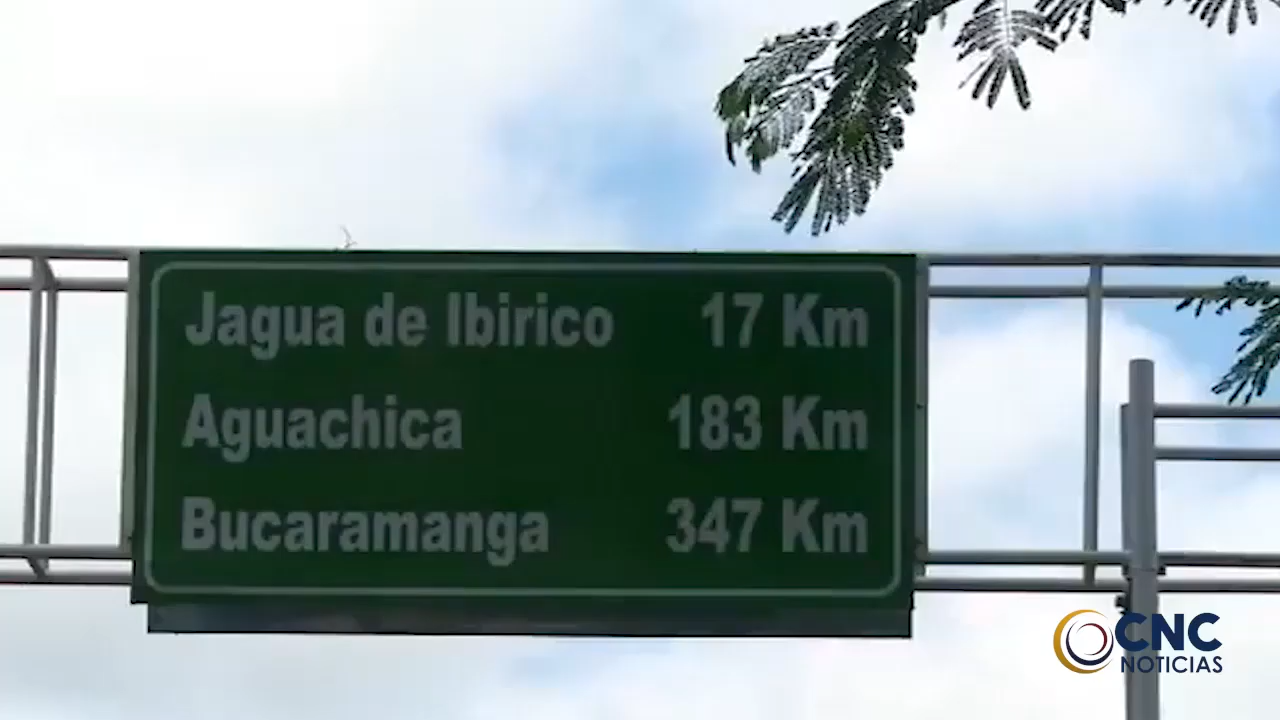 Jagua de Ibirico 17 Km
Aguachica 183 Km
Bucaramanga 347 Km
CNC
NOTICIAS